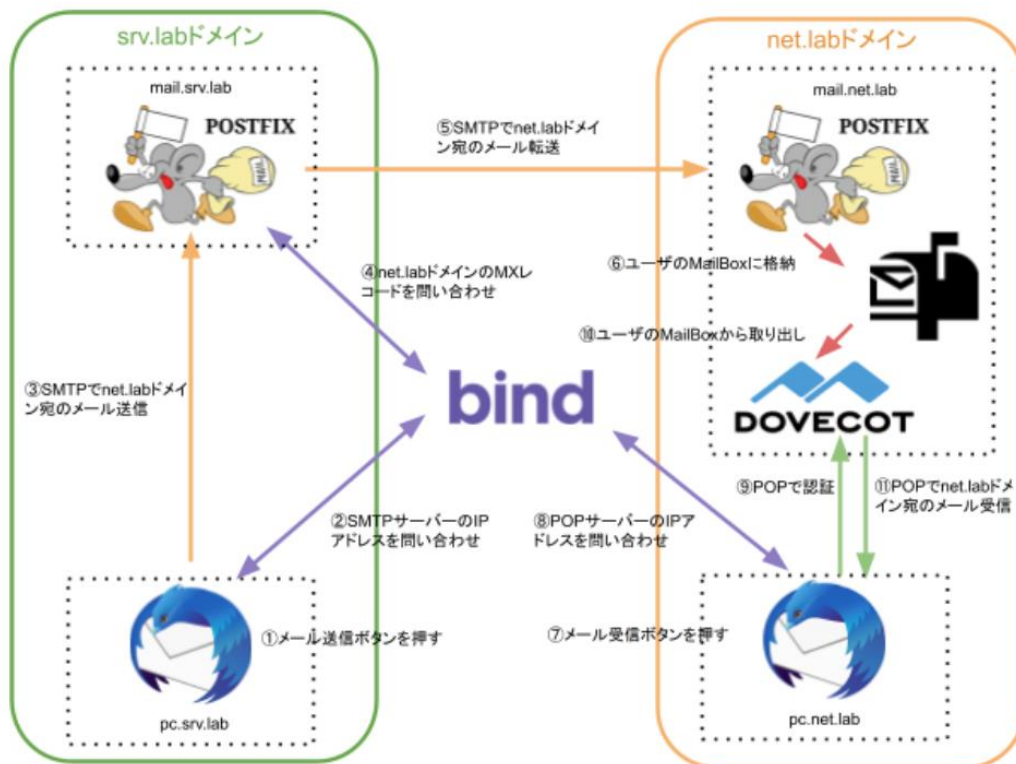 srv.labドメイン
net.labドメイン
mail.srv.lab
POSTFIX
MAIL
mail.net.lab
POSTFIX
MAIL
⑤SMTPでnet.labドメイ
ン宛のメール転送
④net.labドメインのMXレ
コードを問い合わせ
⑥ユーザのMailBoxに格納
⑩ユーザのMailBoxから取り出し
③SMTPでnet.labドメイ
ン宛のメール送信
bind
DOVECOT
②SMTPサーバーのIP
アドレスを問い合わせ
⑧POPサーバーのIPア
ドレスを問い合わせ
⑨POPで認証
⑪POPでnet.labドメ
イン宛のメール受信
①メール送信ボタンを押す
⑦メール受信ボタンを押す
pc.srv.lab
pc.net.lab